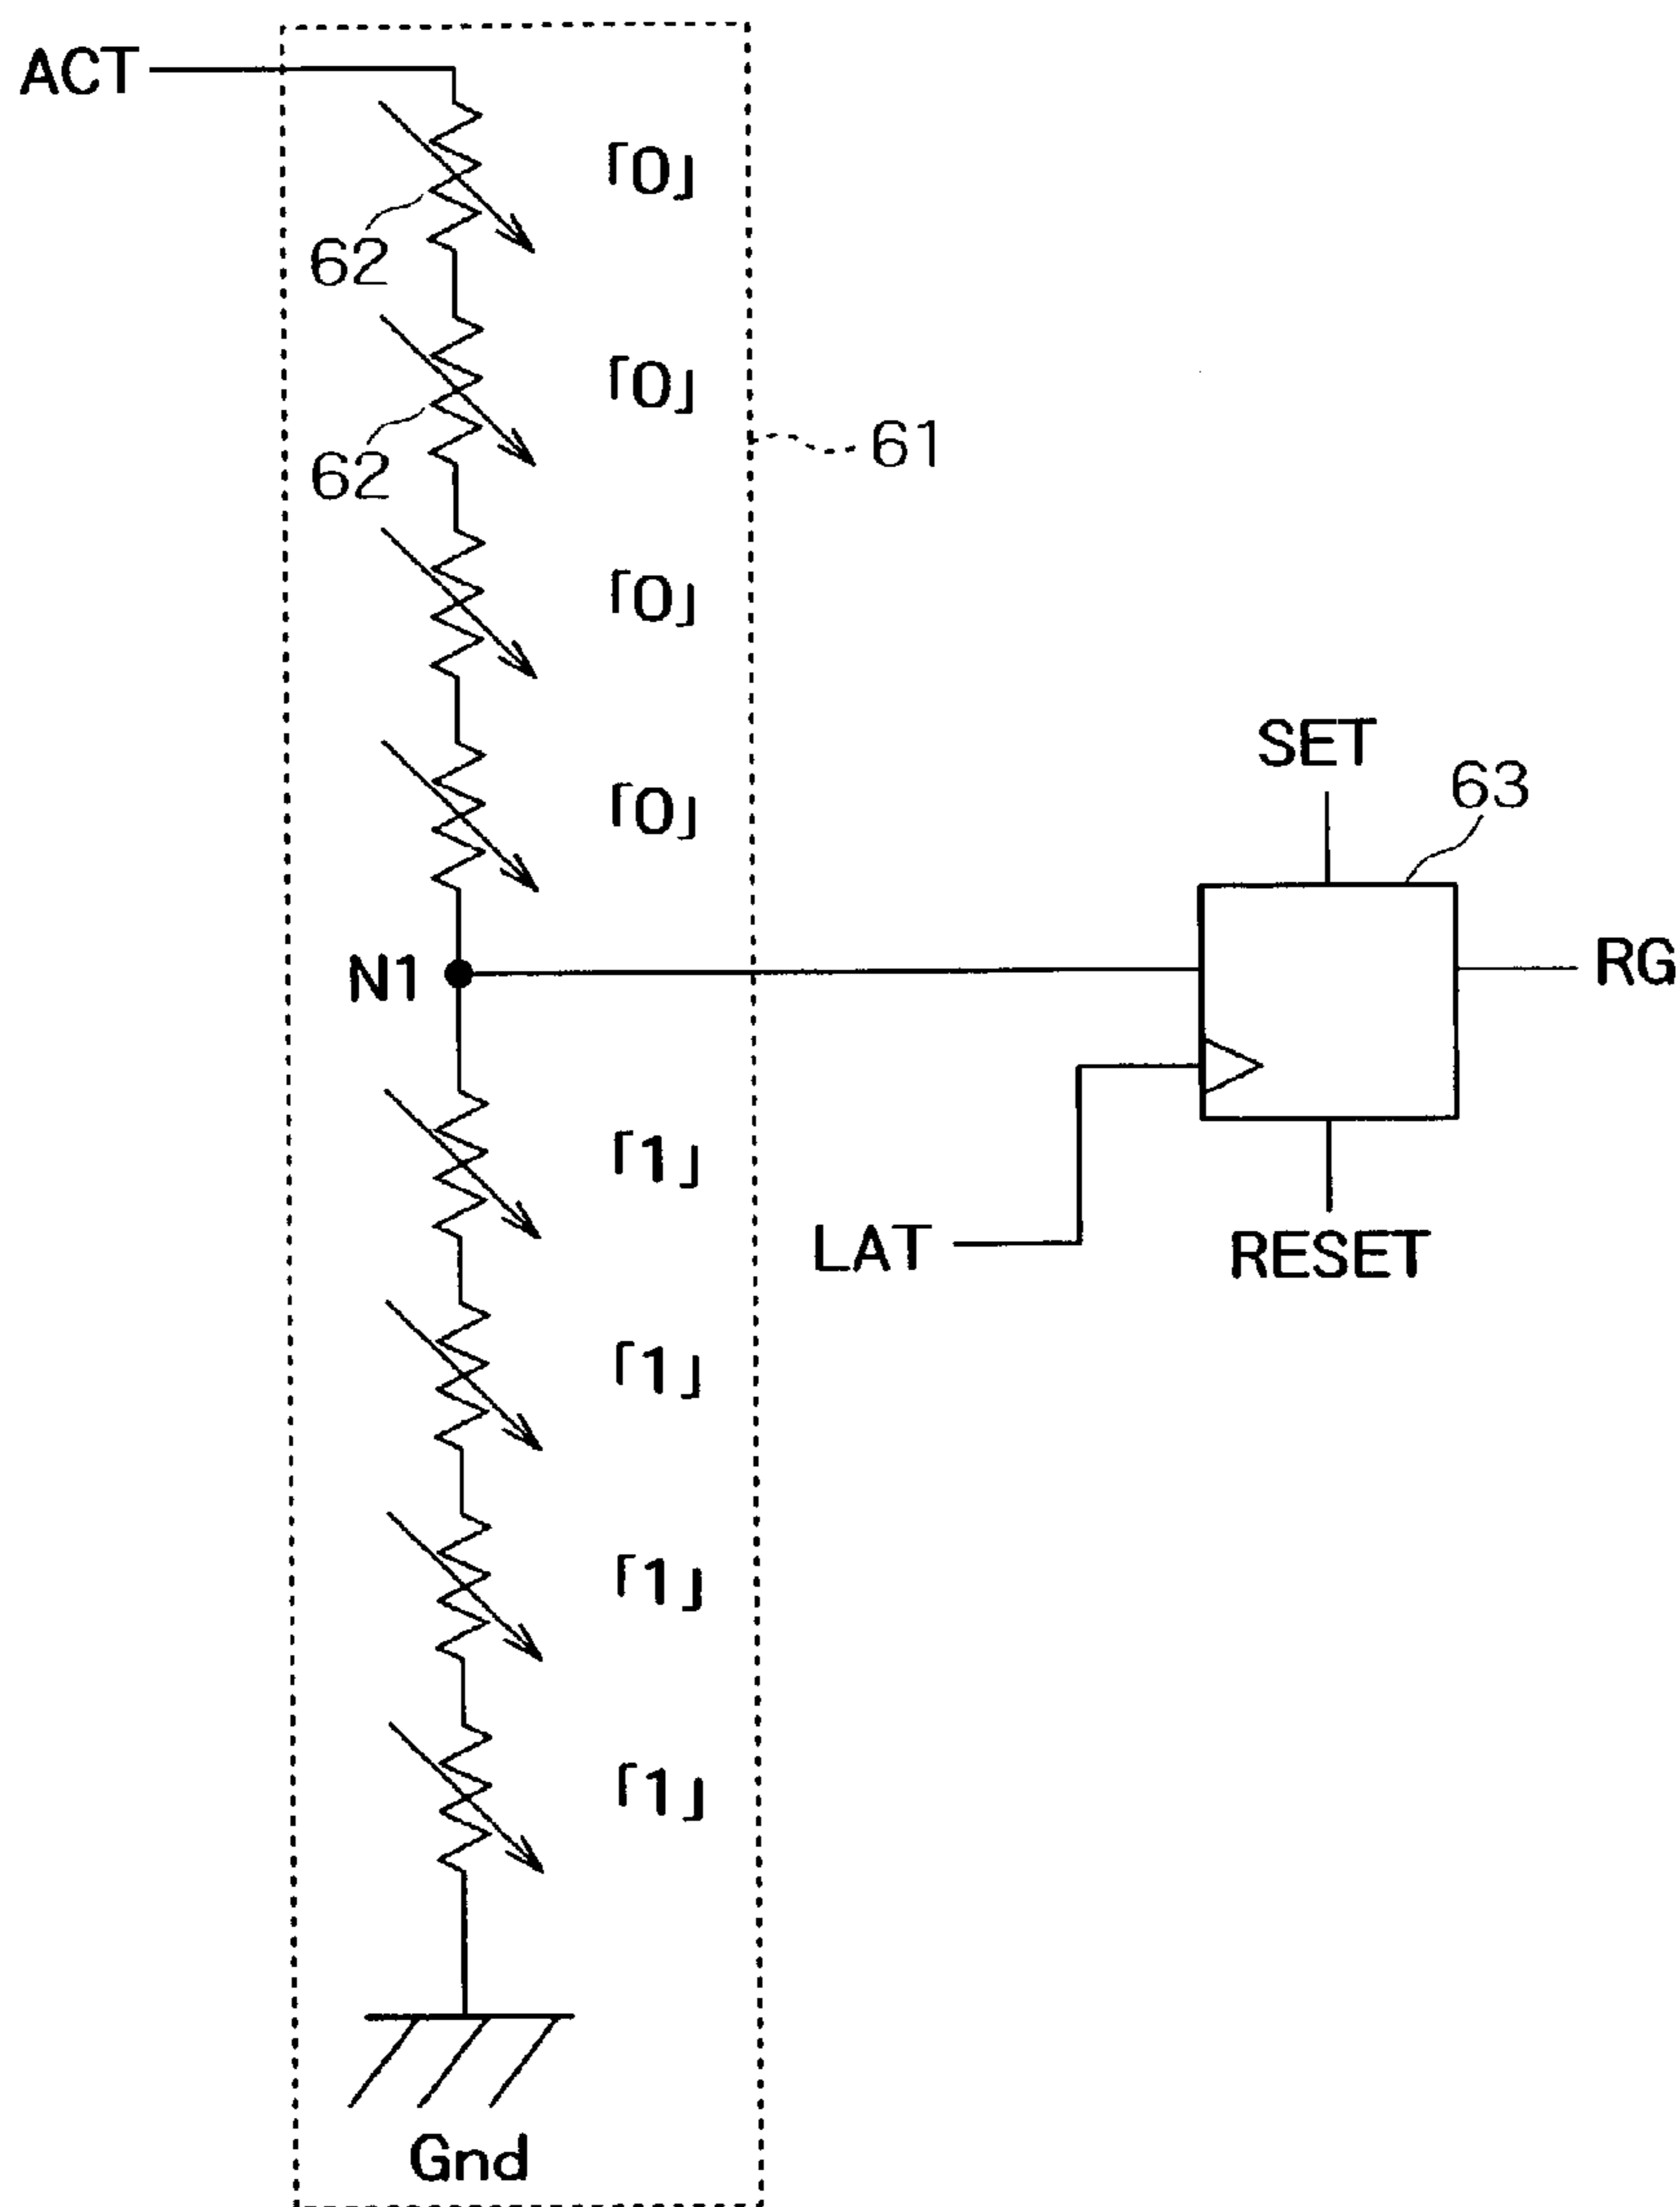 ACT
「0」
62
「0」
61
62
「0」
SET
63
「0」
N1
RG
「1」
LAT
RESET
「1」
「1」
「1」
Gnd